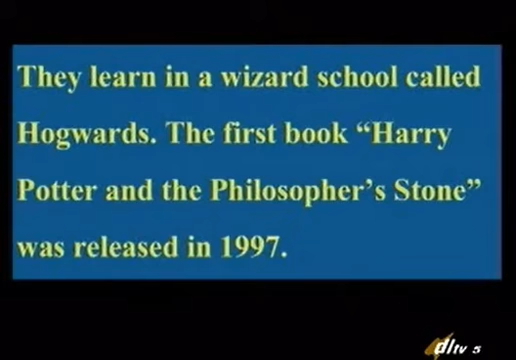 They learn in a wizard school called
Hogwards. The first book “Harry
Potter and the Philosopher’s Stone”
was released in 1997.
dltv 5